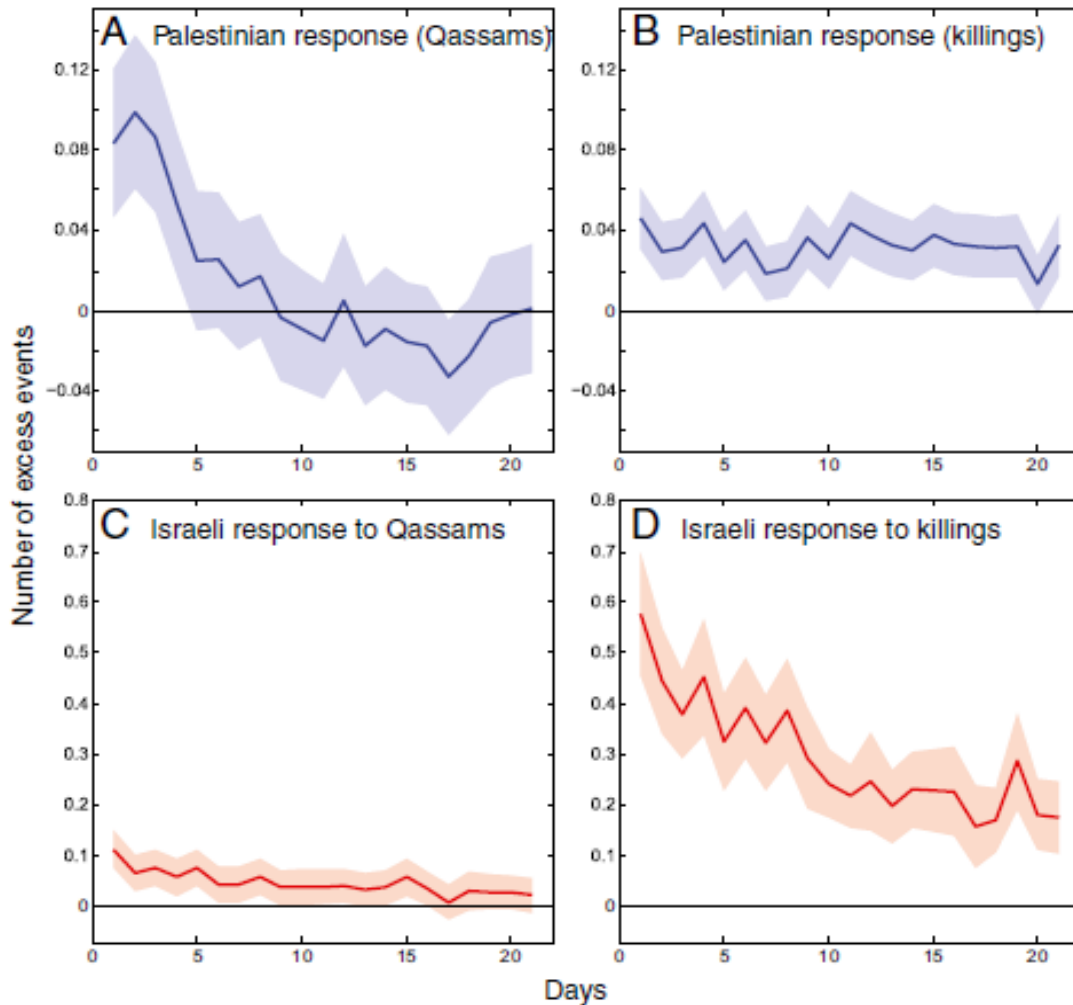 A Palestinian response (Qassams)
0.12
0.08
0.04
0
−0.04
0 5 10 15 20
B Palestinian response (killings)
0.12
0.08
0.04
0
−0.04
0 5 10 15 20
Number of excess events
C Israeli response to Qassams
0.8
0.7
0.6
0.5
0.4
0.3
0.2
0.1
0
0 5 10 15 20
D Israeli response to killings
0.8
0.7
0.6
0.5
0.4
0.3
0.2
0.1
0
0 5 10 15 20
Days